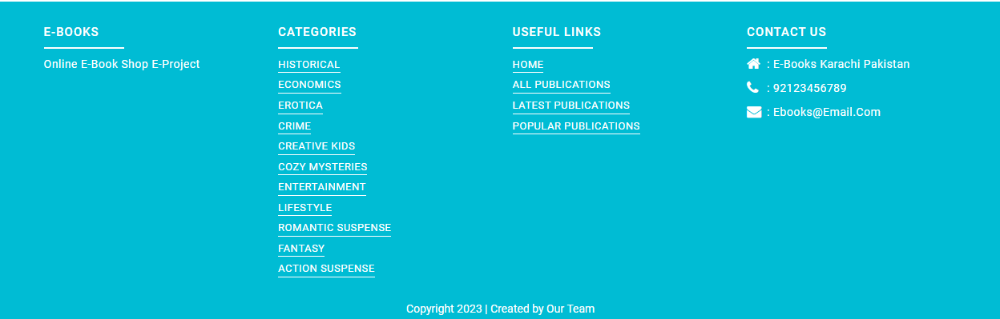 E-BOOKS
Online E-Book Shop E-Project
CATEGORIES
HISTORICAL
ECONOMICS
EROTICA
CRIME
CREATIVE KIDS
COZY MYSTERIES
ENTERTAINMENT
LIFESTYLE
ROMANTIC SUSPENSE
FANTASY
ACTION SUSPENSE
USEFUL LINKS
HOME
ALL PUBLICATIONS
LATEST PUBLICATIONS
POPULAR PUBLICATIONS
CONTACT US
: E-Books Karachi Pakistan
: 92123456789
: Ebooks@Email.Com
Copyright 2023 | Created by Our Team